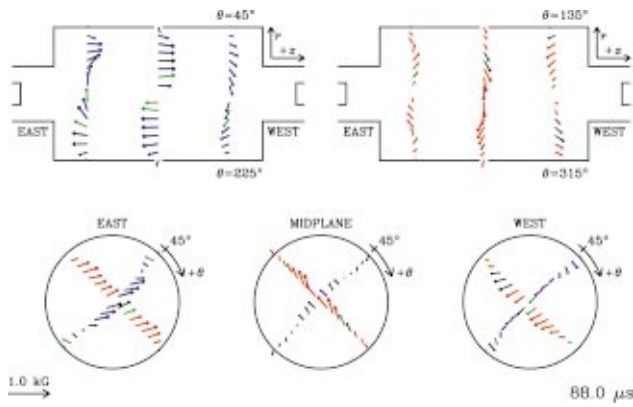 θ=45°
r
+z
EAST
WEST
θ=225°
θ=135°
r
+z
EAST
WEST
θ=315°
EAST
45°
+θ
MIDPLANE
45°
+θ
WEST
45°
+θ
1.0 kG
88.0 μs